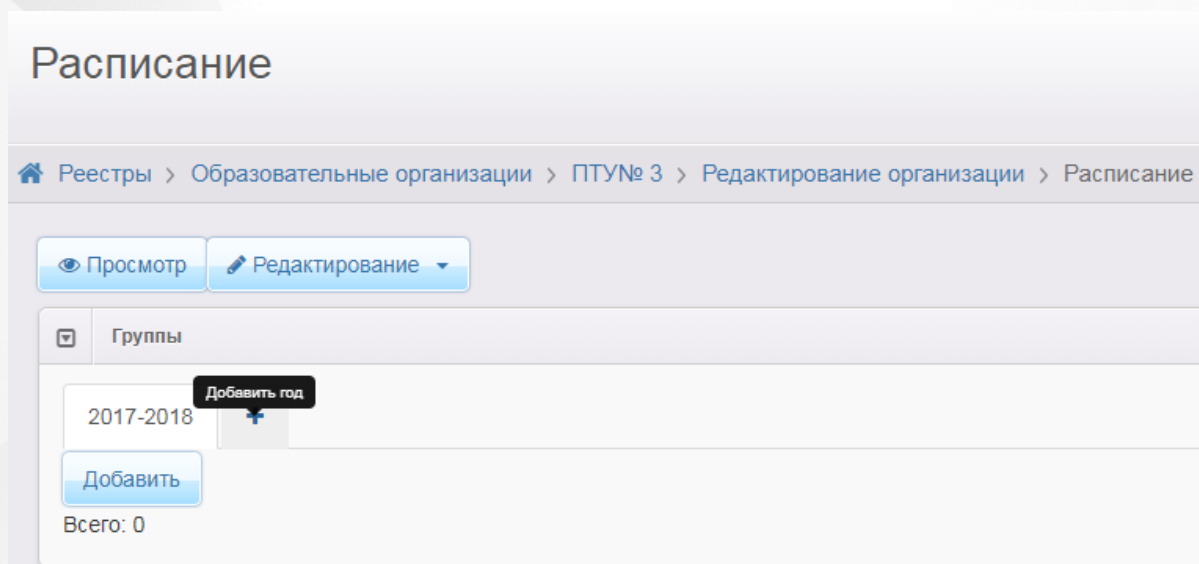 Расписание
Реестры > Образовательные организации > ПТУ№ 3 > Редактирование организации > Расписание
Просмотр Редактирование
Группы
Добавить год
2017-2018 +
Добавить
Всего: 0